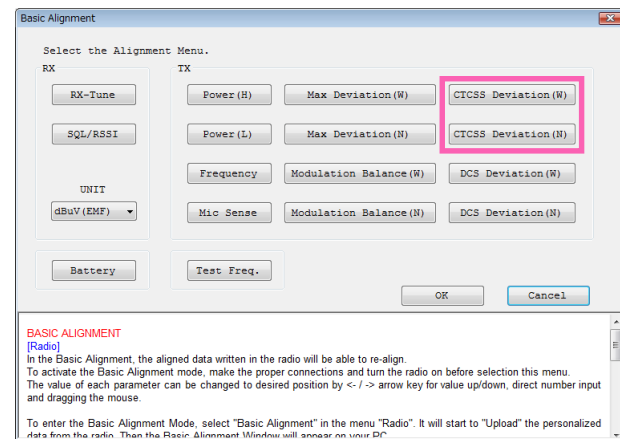 Basic Alignment
Select the Alignment Menu.
RX
TX
RX-Tune
Power(H)
Max Deviation(W)
CTCSS Deviation(W)
SQL/RSSI
Power(L)
Max Deviation(N)
CTCSS Deviation(N)
Frequency
Modulation Balance(W)
DCS Deviation(W)
UNIT
dBuV(EMF)
Mic Sense
Modulation Balance(N)
DCS Deviation(N)
Battery
Test Freq.
OK
Cancel
BASIC ALIGNMENT
[Radio]
In the Basic Alignment, the aligned data written in the radio will be able to re-align.
To activate the Basic Alignment mode, make the proper connections and turn the radio on before selection this menu.
The value of each parameter can be changed to desired position by <- / -> arrow key for value up/down, direct number input
and dragging the mouse.
To enter the Basic Alignment Mode, select "Basic Alignment" in the menu "Radio". It will start to "Upload" the personalized
data from the radio. Then the Basic Alignment Window will appear on your PC.